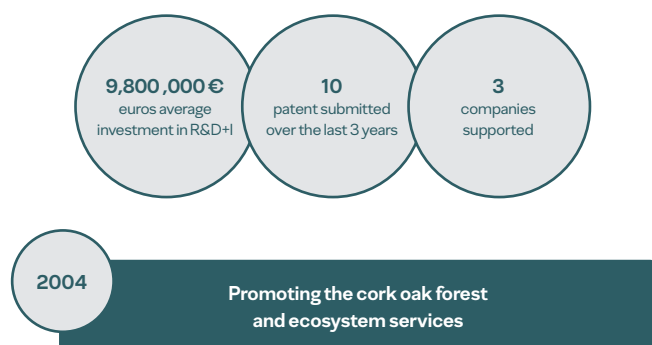 9,800,000 €
euros average
investment in R&D+I
10
patent submitted
over the last 3 years
3
companies
supported
2004
Promoting the cork oak forest
and ecosystem services